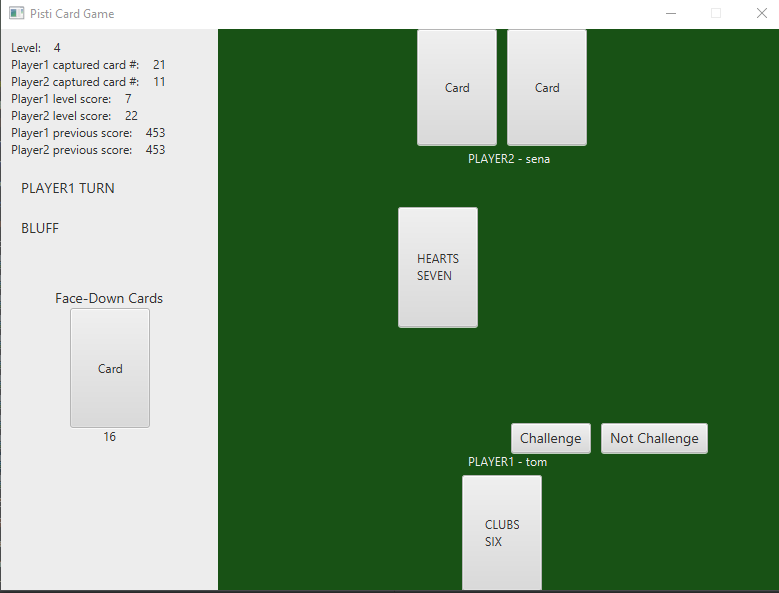 Pisti Card Game
Level: 4
Player1 captured card #: 21
Player2 captured card #: 11
Player1 level score: 7
Player2 level score: 22
Player1 previous score: 453
Player2 previous score: 453
PLAYER1 TURN
BLUFF
Face-Down Cards
Card
16
Card
Card
PLAYER2 - sena
HEARTS
SEVEN
Challenge
Not Challenge
PLAYER1 - tom
CLUBS
SIX